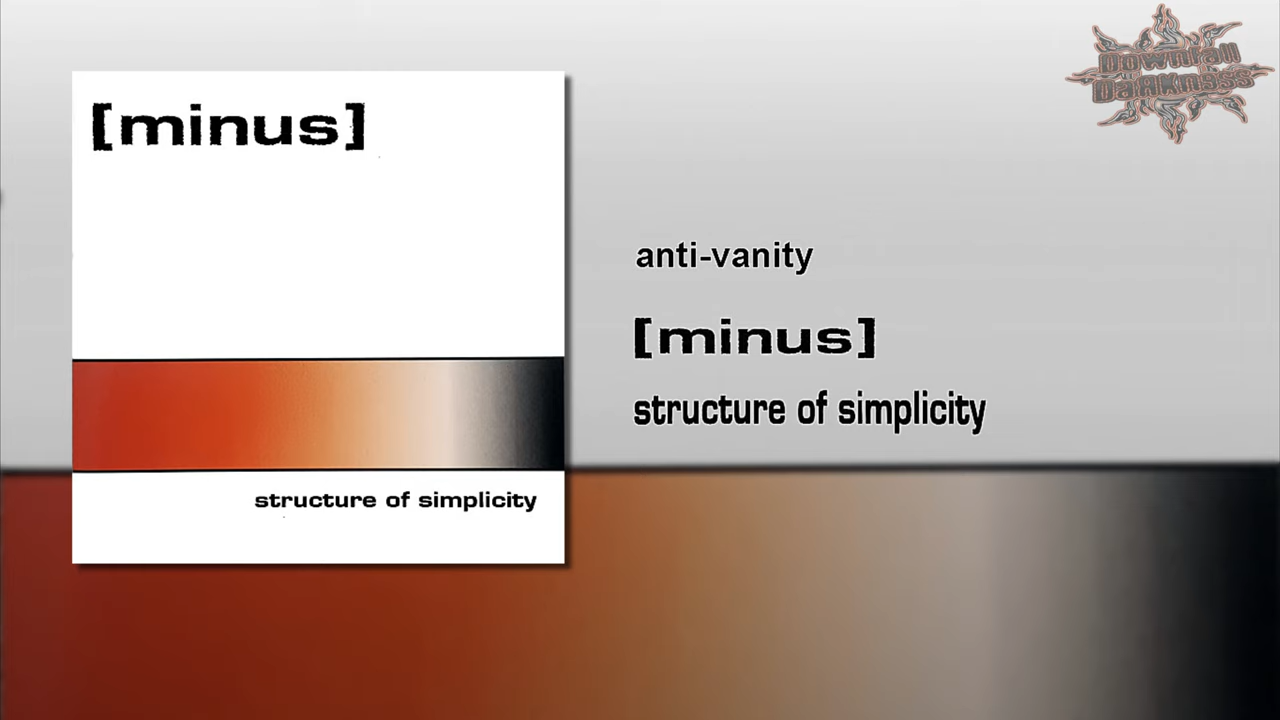 [minus]
structure of simplicity
anti-vanity
[minus]
structure of simplicity
Downfall
DaRKness